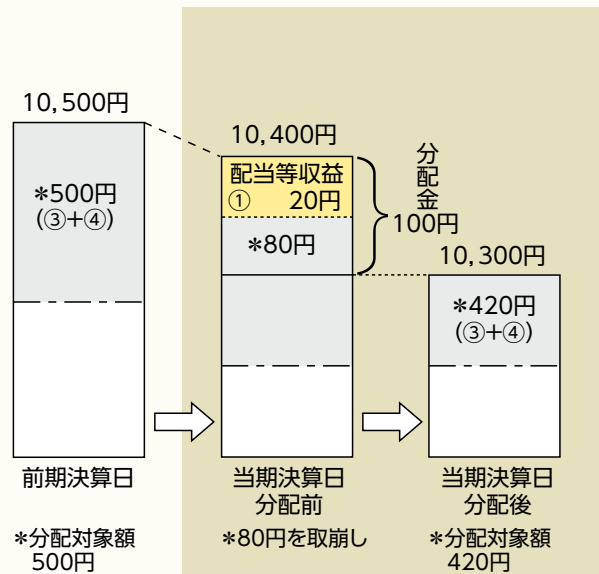 10,500円
*500円
(③+④)
前期決算日
*分配対象額
500円
10,400円
配当等収益
① 20円
*80円
分配金
100円
当期決算日
分配前
*80円を取崩し
10,300円
*420円
(③+④)
当期決算日
分配後
*分配対象額
420円